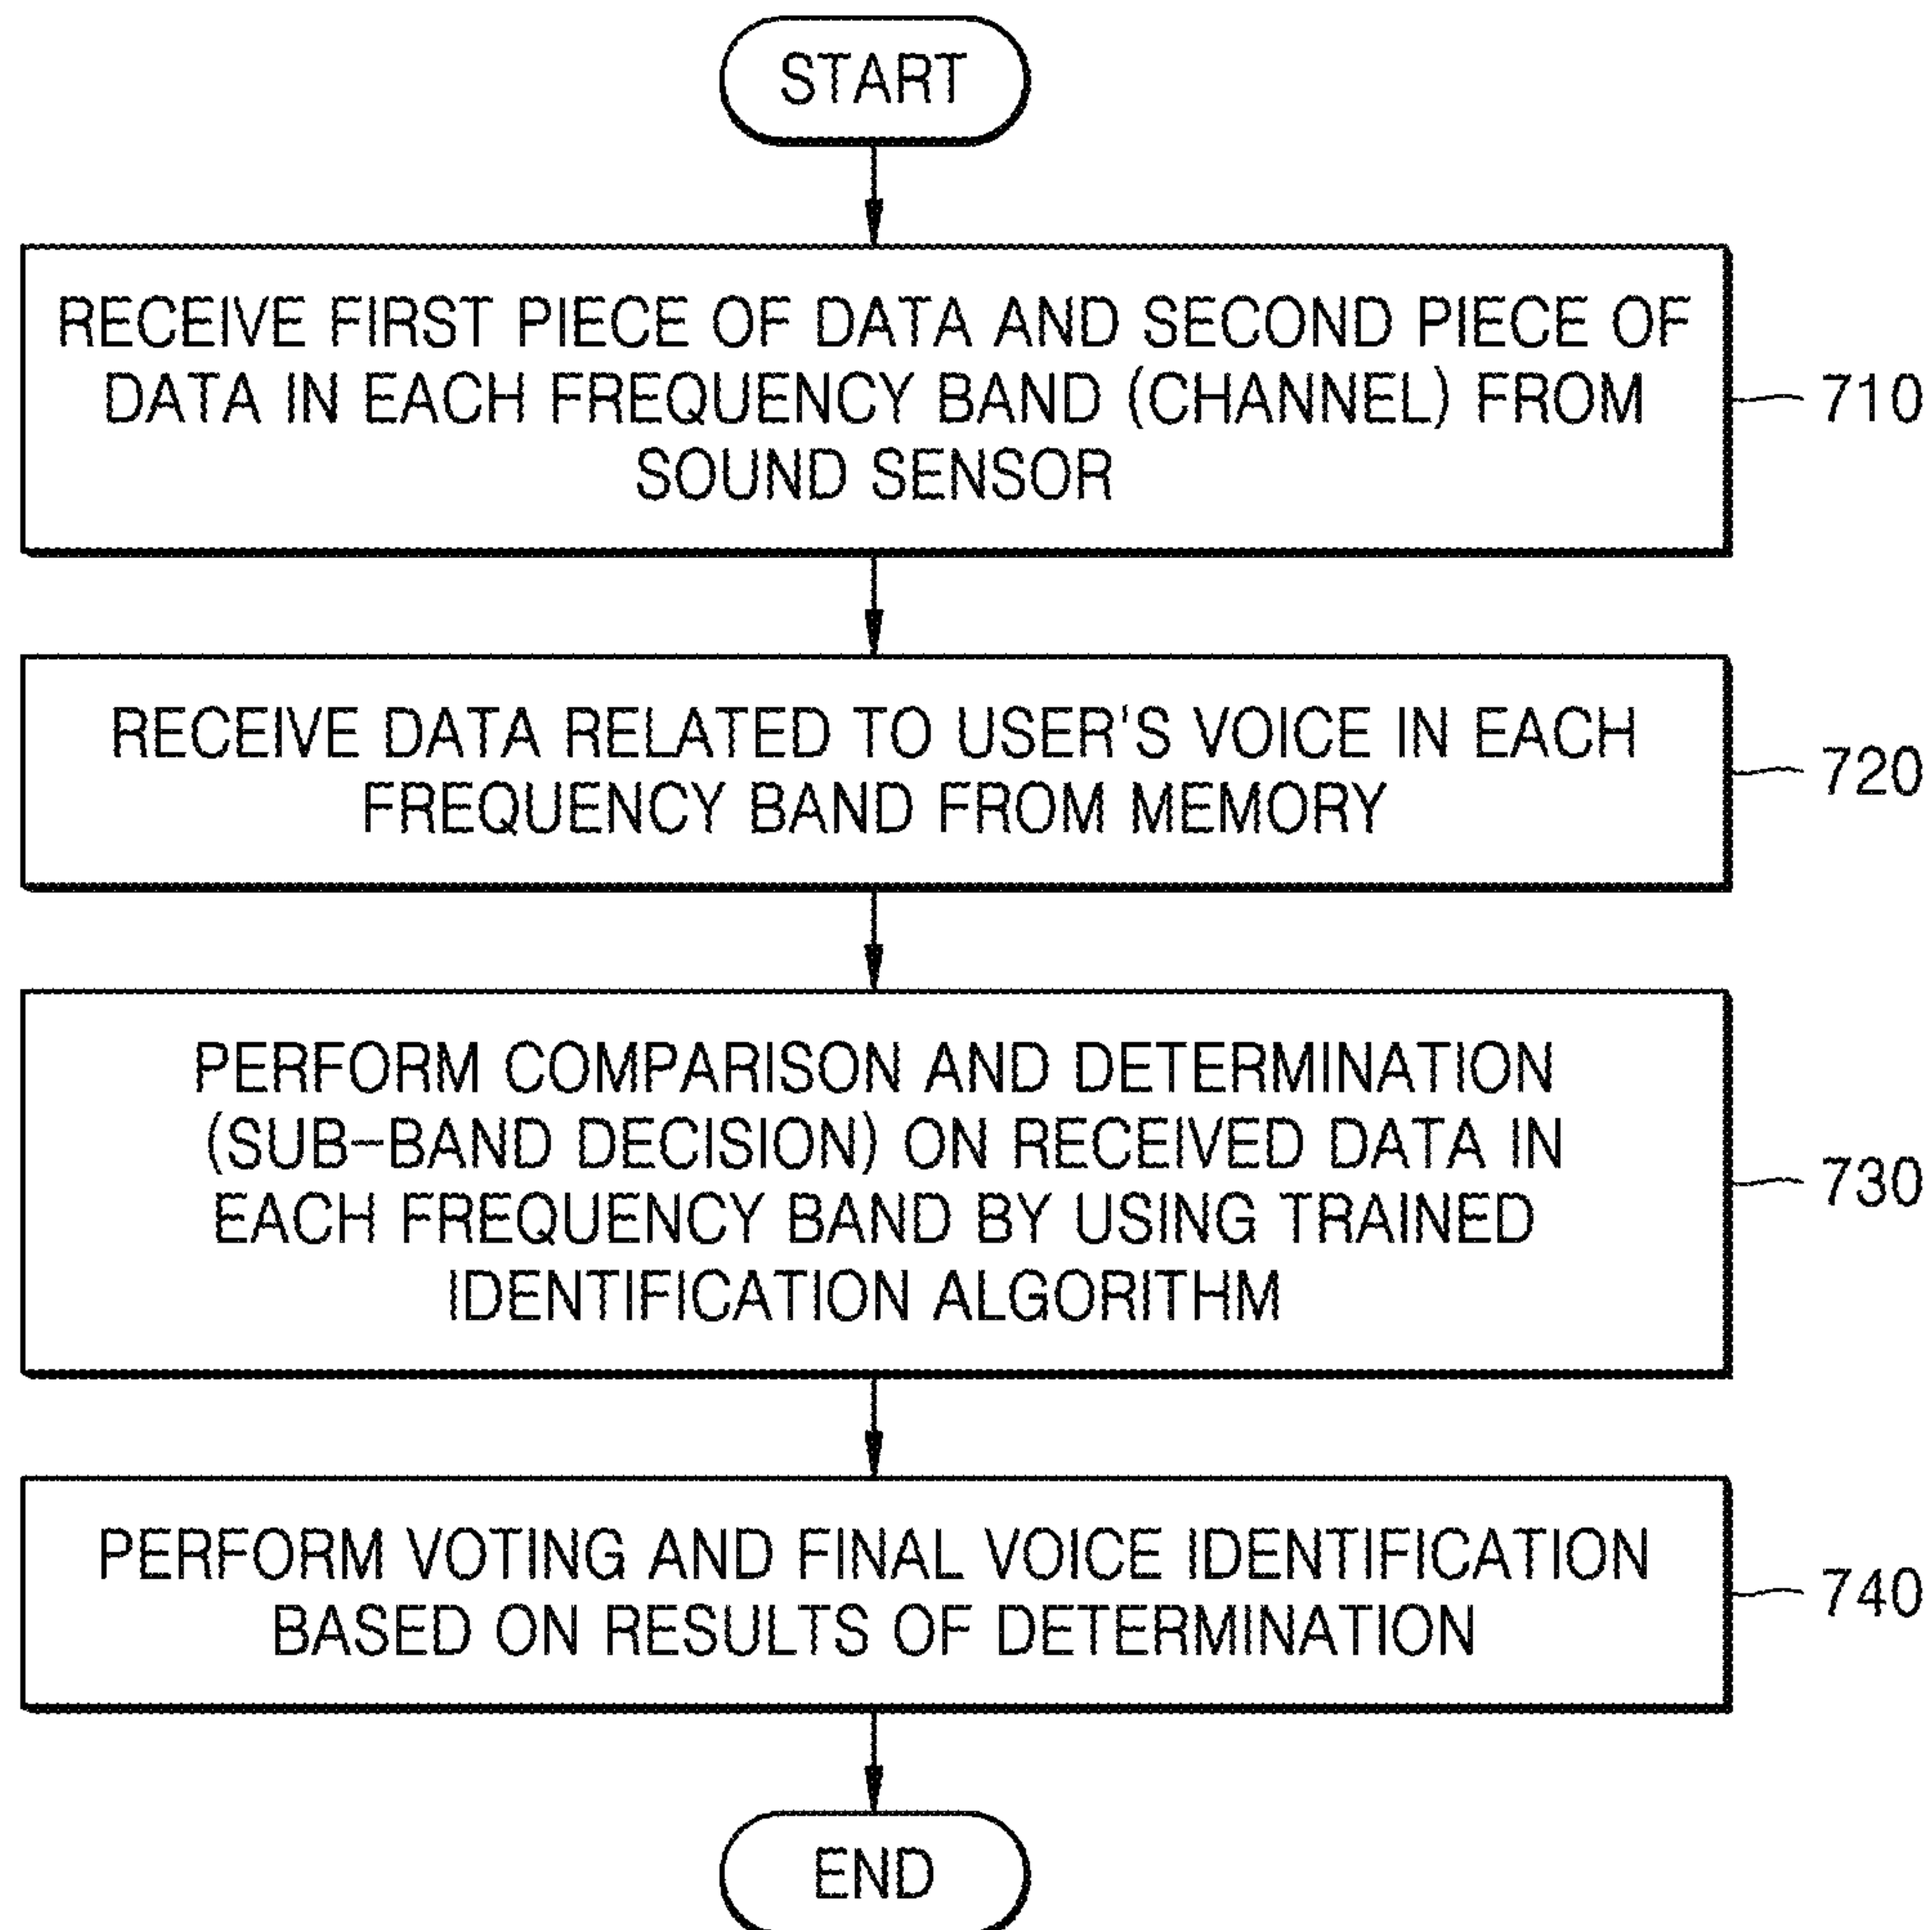 START
RECEIVE FIRST PIECE OF DATA AND SECOND PIECE OF
DATA IN EACH FREQUENCY BAND (CHANNEL) FROM
SOUND SENSOR
710
RECEIVE DATA RELATED TO USER'S VOICE IN EACH
FREQUENCY BAND FROM MEMORY
720
PERFORM COMPARISON AND DETERMINATION
(SUB-BAND DECISION) ON RECEIVED DATA IN
EACH FREQUENCY BAND BY USING TRAINED
IDENTIFICATION ALGORITHM
730
PERFORM VOTING AND FINAL VOICE IDENTIFICATION
BASED ON RESULTS OF DETERMINATION
740
END